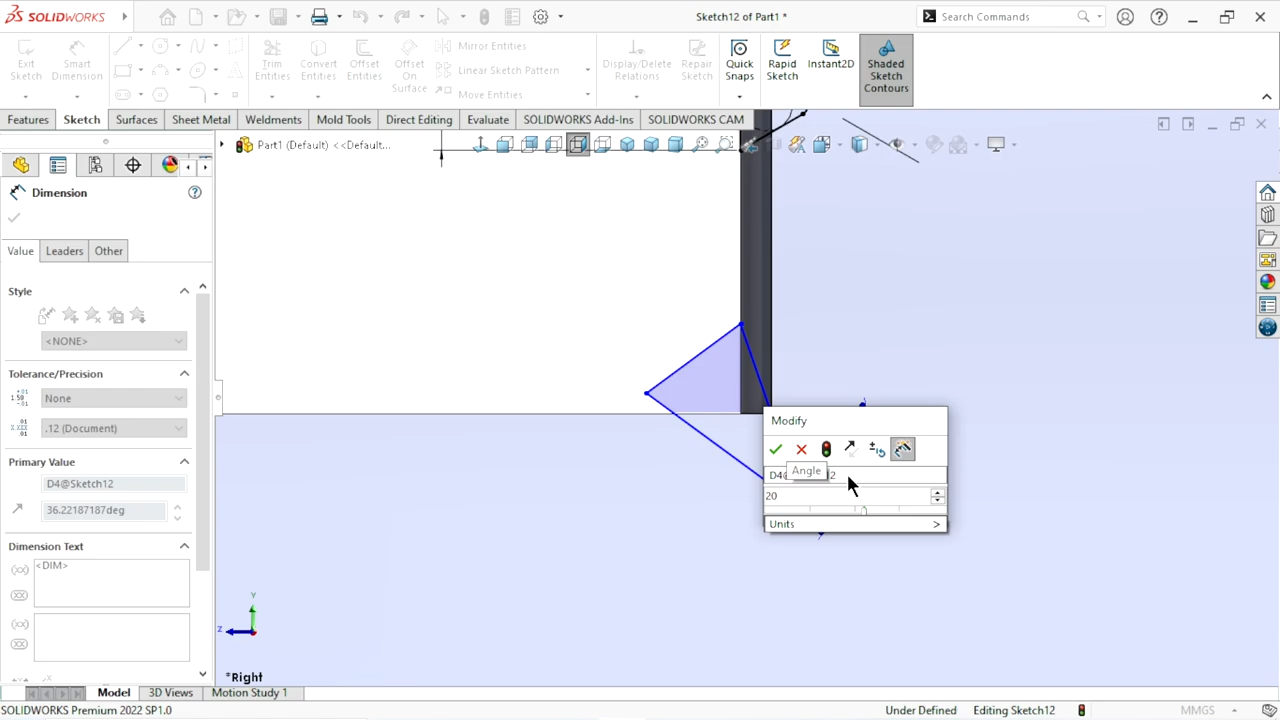 SOLIDWORKS
Sketch12 of Part1 *
Search Commands
Exit Sketch
Smart Dimension
Trim Entities
Convert Entities
Offset Entities
Offset On Surface
Mirror Entities
Linear Sketch Pattern
Move Entities
Display/Delete Relations
Repair Sketch
Quick Snaps
Rapid Sketch
Instant2D
Shaded Sketch Contours
Features
Sketch
Surfaces
Sheet Metal
Weldments
Mold Tools
Direct Editing
Evaluate
SOLIDWORKS Add-Ins
SOLIDWORKS CAM
Part1 (Default) <<Default...
Dimension
Value
Leaders
Other
Style
<NONE>
Tolerance/Precision
None
.12 (Document)
Primary Value
D4@Sketch12
36.22187187deg
Dimension Text
<DIM>
Modify
Angle
20
Units >
Y
Z
*Right
Model
3D Views
Motion Study 1
SOLIDWORKS Premium 2022 SP1.0
Under Defined
Editing Sketch12
MMGS